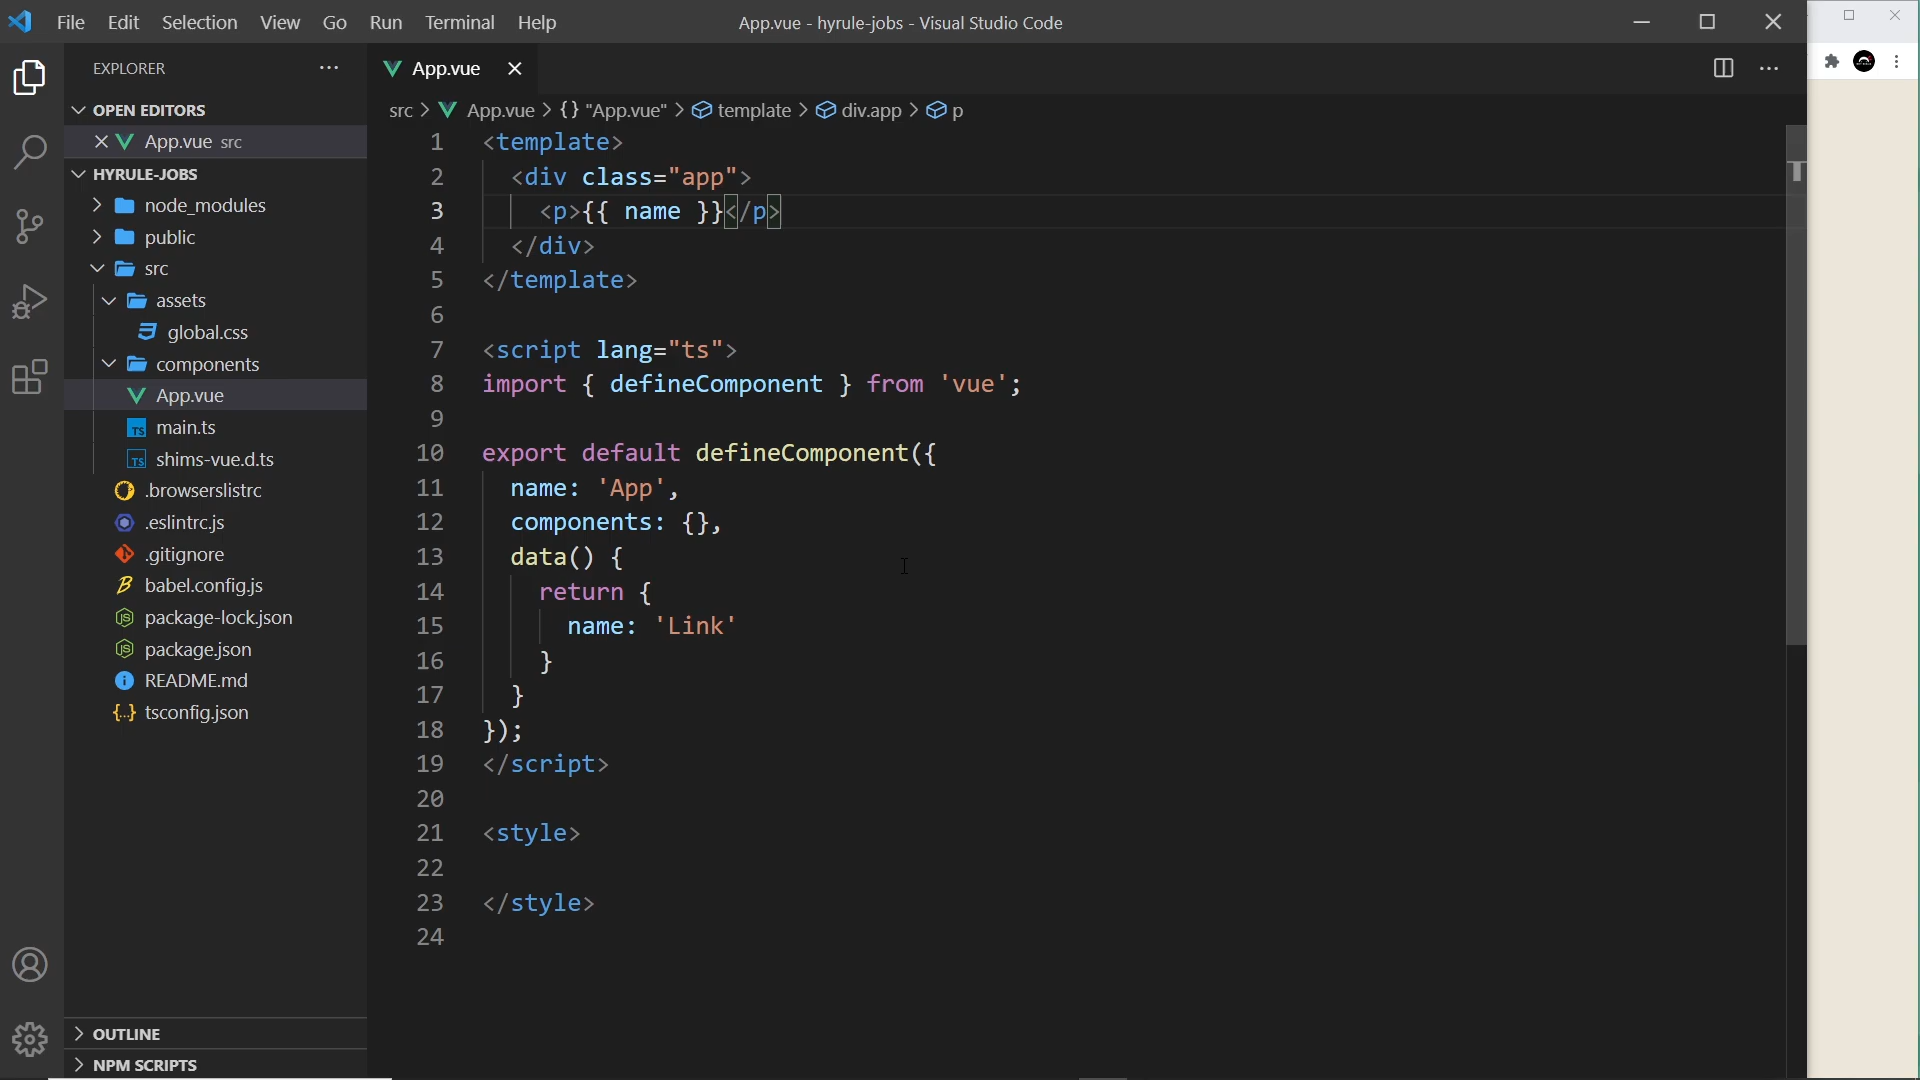 File Edit Selection View Go Run Terminal Help
App.vue - hyrule-jobs - Visual Studio Code
EXPLORER
OPEN EDITORS
App.vue src
HYRULE-JOBS
node_modules
public
src
assets
global.css
components
App.vue
main.ts
shims-vue.d.ts
.browserslistrc
.eslintrc.js
.gitignore
babel.config.js
package-lock.json
package.json
README.md
tsconfig.json
OUTLINE
NPM SCRIPTS
App.vue
src > App.vue > {} "App.vue" > template > div.app > p
1 <template>
2 <div class="app">
3 <p>{{ name }}</p>
4 </div>
5 </template>
6
7 <script lang="ts">
8 import { defineComponent } from 'vue';
9
10 export default defineComponent({
11 name: 'App',
12 components: {},
13 data() {
14 return {
15 name: 'Link'
16 }
17 }
18 });
19 </script>
20
21 <style>
22
23 </style>
24